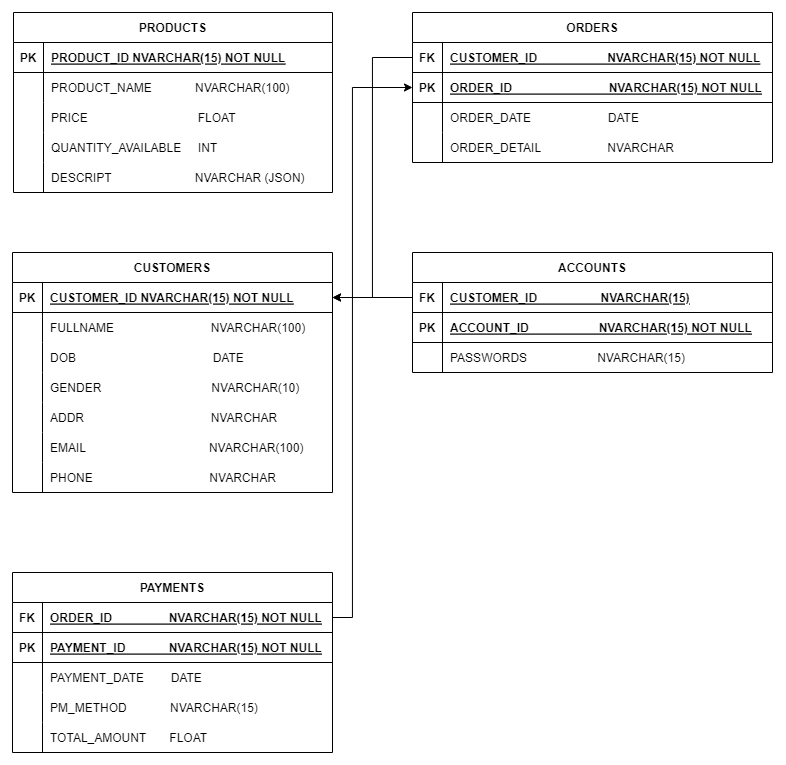 PRODUCTS
PK PRODUCT_ID NVARCHAR(15) NOT NULL
PRODUCT_NAME NVARCHAR(100)
PRICE FLOAT
QUANTITY_AVAILABLE INT
DESCRIPT NVARCHAR (JSON)
ORDERS
FK CUSTOMER_ID NVARCHAR(15) NOT NULL
PK ORDER_ID NVARCHAR(15) NOT NULL
ORDER_DATE DATE
ORDER_DETAIL NVARCHAR
CUSTOMERS
PK CUSTOMER_ID NVARCHAR(15) NOT NULL
FULLNAME NVARCHAR(100)
DOB DATE
GENDER NVARCHAR(10)
ADDR NVARCHAR
EMAIL NVARCHAR(100)
PHONE NVARCHAR
ACCOUNTS
FK CUSTOMER_ID NVARCHAR(15)
PK ACCOUNT_ID NVARCHAR(15) NOT NULL
PASSWORDS NVARCHAR(15)
PAYMENTS
FK ORDER_ID NVARCHAR(15) NOT NULL
PK PAYMENT_ID NVARCHAR(15) NOT NULL
PAYMENT_DATE DATE
PM_METHOD NVARCHAR(15)
TOTAL_AMOUNT FLOAT